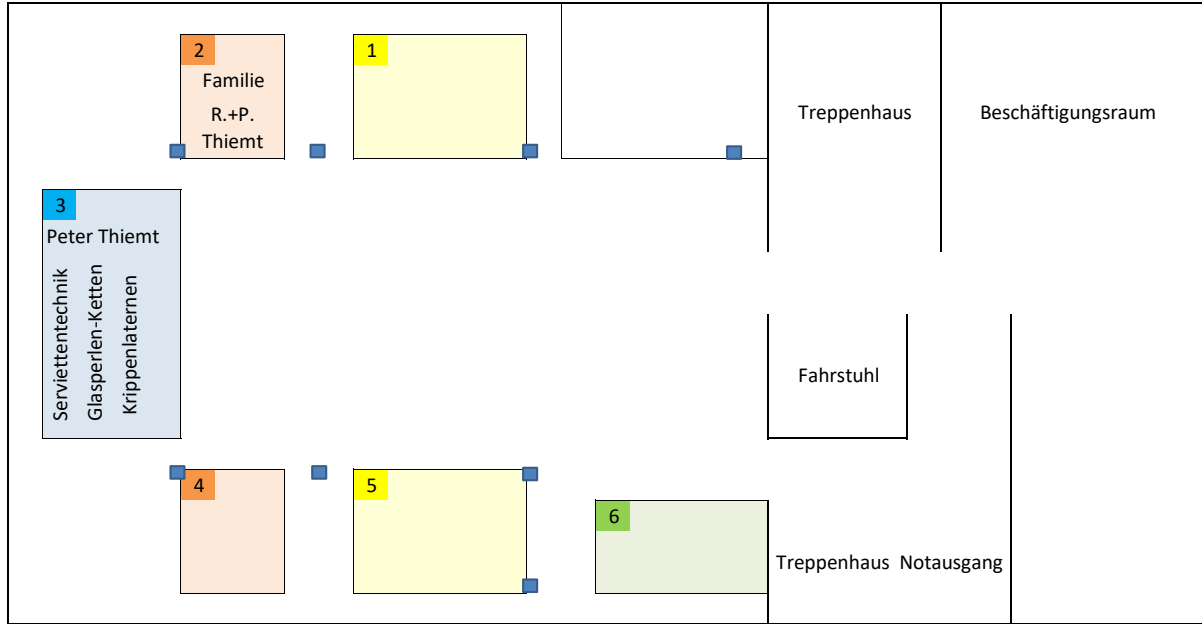 2
Familie
R.+P.
Thiemt
1
Treppenhaus
Beschäftigungsraum
3
Peter Thiemt
Serviettentechnik
Glasperlen-Ketten
Krippenlaternen
Fahrstuhl
4
5
6
Treppenhaus Notausgang